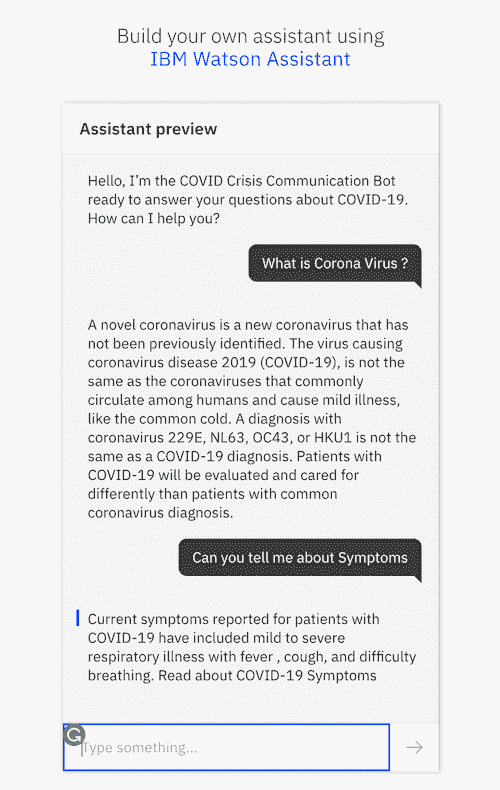 Build your own assistant using
IBM Watson Assistant
Assistant preview
Hello, I'm the COVID Crisis Communication Bot
ready to answer your questions about COVID-19.
How can I help you?
What is Corona Virus ?
A novel coronavirus is a new coronavirus that has
not been previously identified. The virus causing
coronavirus disease 2019 (COVID-19), is not the
same as the coronaviruses that commonly
circulate among humans and cause mild illness,
like the common cold. A diagnosis with
coronavirus 229E, NL63, OC43, or HKU1 is not the
same as a COVID-19 diagnosis. Patients with
COVID-19 will be evaluated and cared for
differently than patients with common
coronavirus diagnosis.
Can you tell me about Symptoms
Current symptoms reported for patients with
COVID-19 have included mild to severe
respiratory illness with fever , cough, and difficulty
breathing. Read about COVID-19 Symptoms
G
Type something...